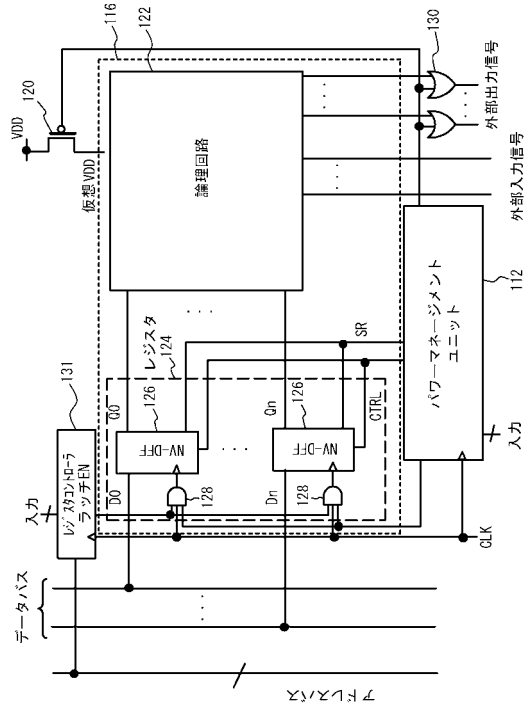 VDD
120
116
122
130
仮想VDD
論理回路
外部出力信号
外部入力信号
レジスタ
124
131
入力
レジスタコントローラ
ラッチEN
Q0
D0
126
NV-DFF
128
Qn
Dn
126
NV-DFF
128
SR
CTRL
パワーマネージメント
ユニット
112
入力
CLK
データバス
アドレスバス